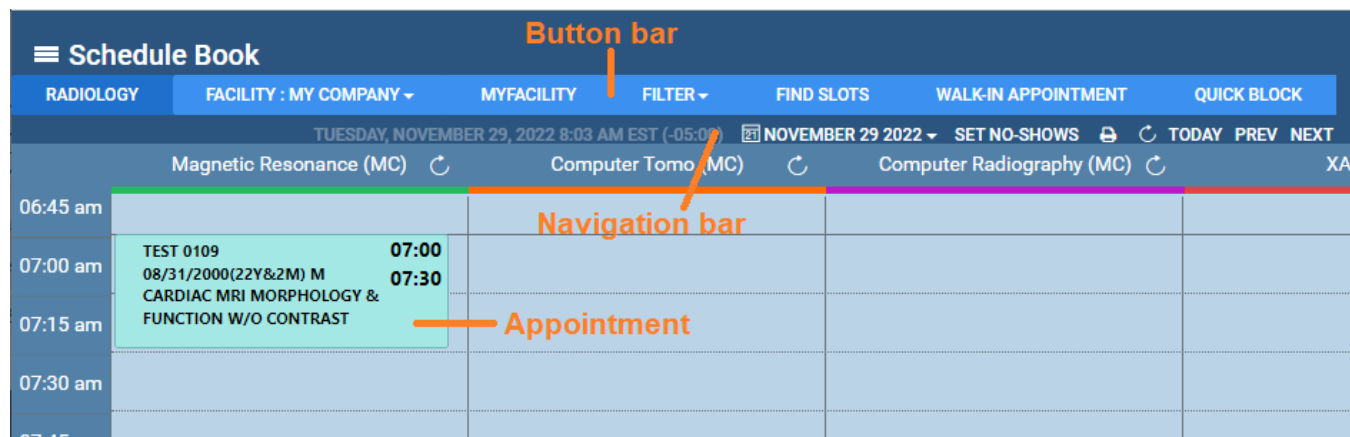 Button bar
Schedule Book
RADIOLOGY FACILITY : MY COMPANY MYFACILITY FILTER FIND SLOTS WALK-IN APPOINTMENT QUICK BLOCK
TUESDAY, NOVEMBER 29, 2022 8:03 AM EST (-05:00) NOVEMBER 29 2022 SET NO-SHOWS TODAY PREV NEXT
Magnetic Resonance (MC) Computer Tomo (MC) Computer Radiography (MC) XA
06:45 am
Navigation bar
07:00 am
TEST 0109 07:00
08/31/2000(22Y&2M) M 07:30
CARDIAC MRI MORPHOLOGY &
FUNCTION W/O CONTRAST
07:15 am
Appointment
07:30 am